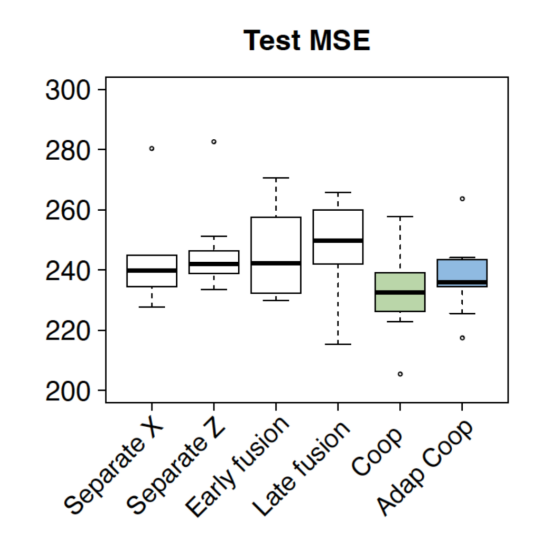 Test MSE
300
280
260
240
220
200
Separate X
Separate Z
Early fusion
Late fusion
Coop
Adap Coop